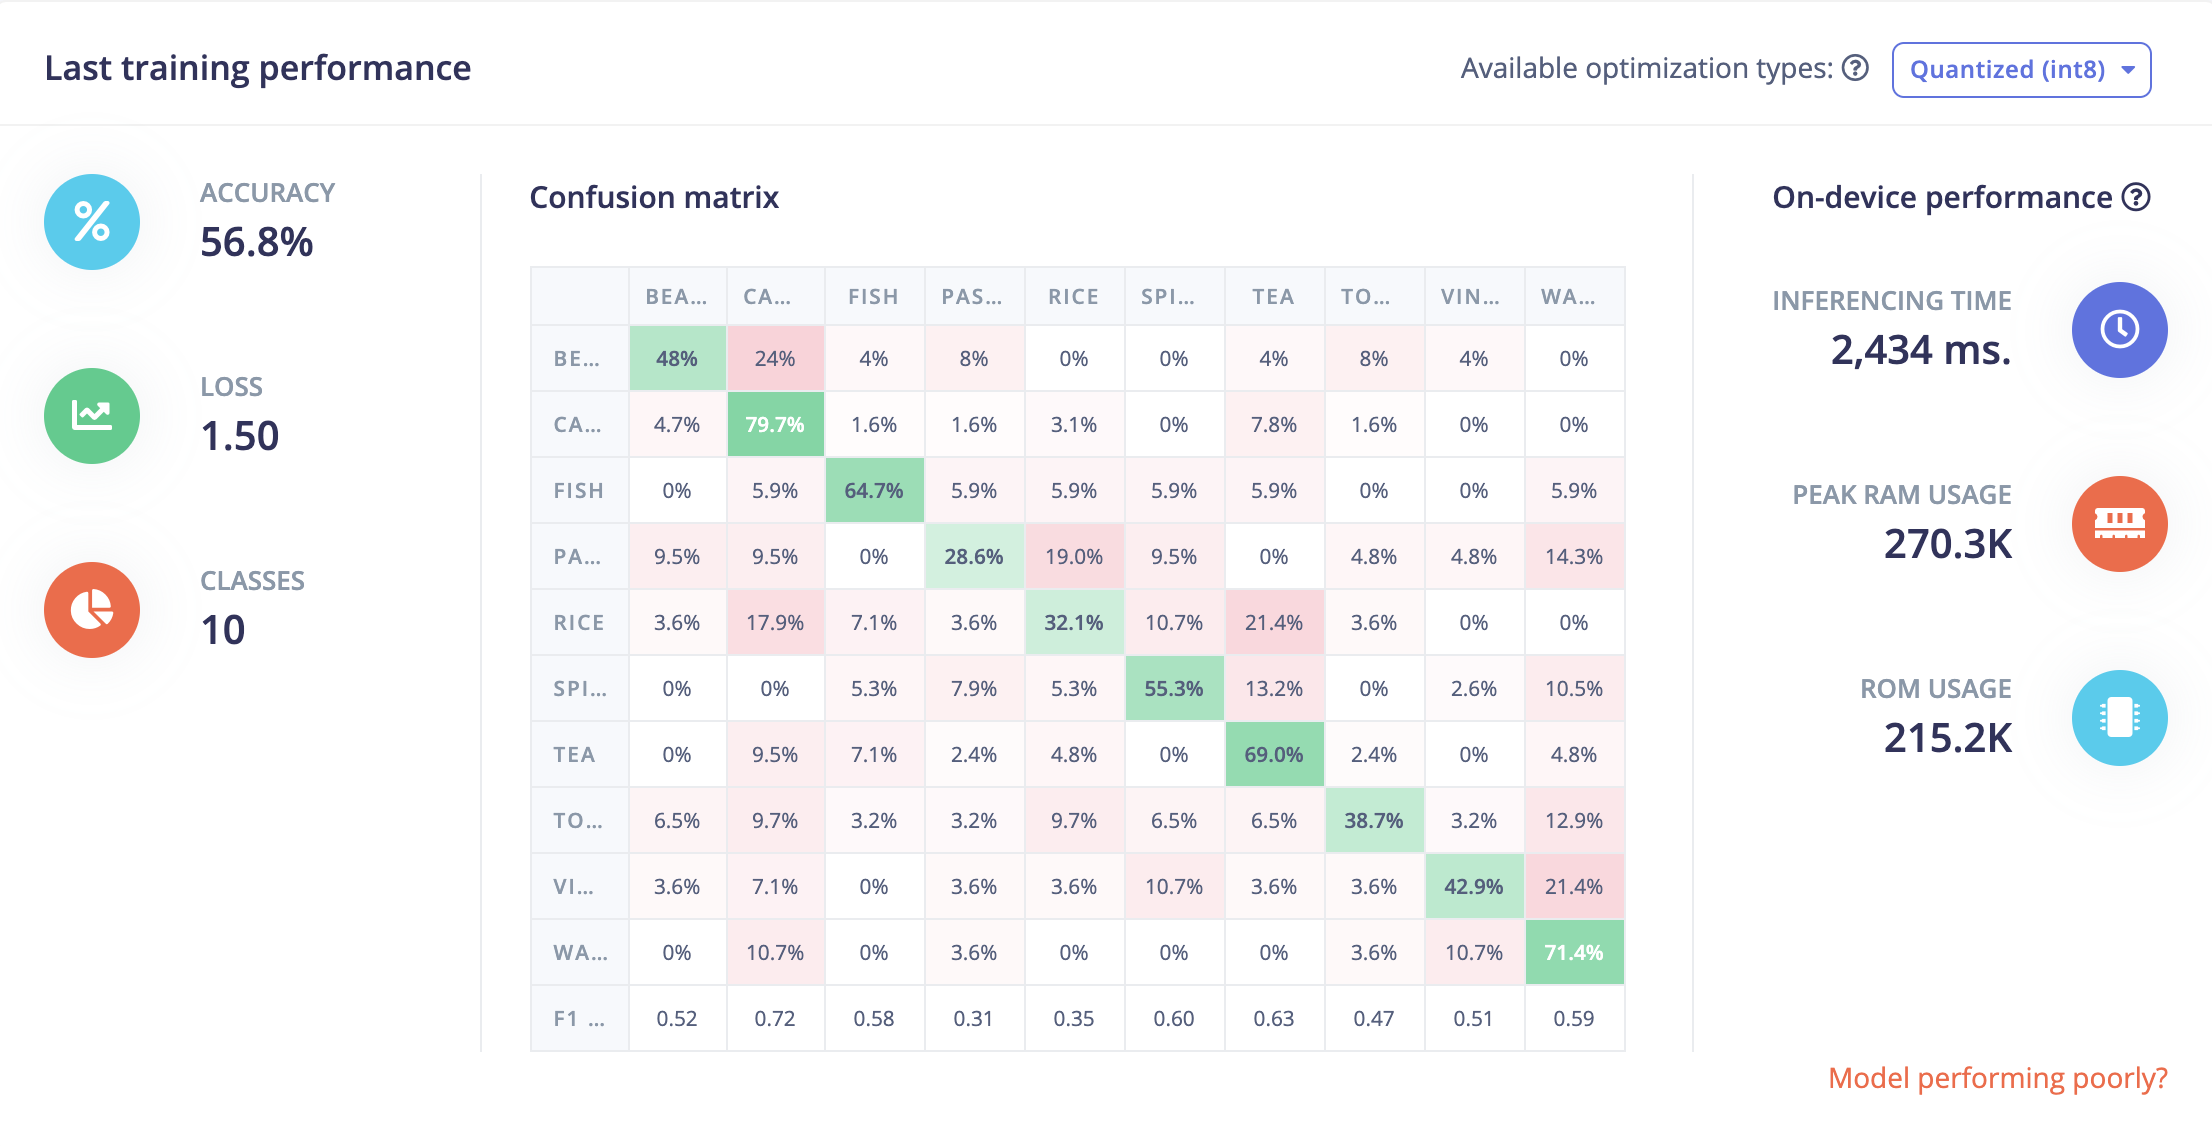 Last training performance
Available optimization types:
Quantized (int8)
ACCURACY
56.8%
LOSS
1.50
CLASSES
10
Confusion matrix
BEA... CA... FISH PAS... RICE SPI... TEA TO... VIN... WA...
BE... 48% 24% 4% 8% 0% 0% 4% 8% 4% 0%
CA... 4.7% 79.7% 1.6% 1.6% 3.1% 0% 7.8% 1.6% 0% 0%
FISH 0% 5.9% 64.7% 5.9% 5.9% 5.9% 5.9% 0% 0% 5.9%
PA... 9.5% 9.5% 0% 28.6% 19.0% 9.5% 0% 4.8% 4.8% 14.3%
RICE 3.6% 17.9% 7.1% 3.6% 32.1% 10.7% 21.4% 3.6% 0% 0%
SPI... 0% 0% 5.3% 7.9% 5.3% 55.3% 13.2% 0% 2.6% 10.5%
TEA 0% 9.5% 7.1% 2.4% 4.8% 0% 69.0% 2.4% 0% 4.8%
TO... 6.5% 9.7% 3.2% 3.2% 9.7% 6.5% 6.5% 38.7% 3.2% 12.9%
VI... 3.6% 7.1% 0% 3.6% 3.6% 10.7% 3.6% 3.6% 42.9% 21.4%
WA... 0% 10.7% 0% 3.6% 0% 0% 0% 3.6% 10.7% 71.4%
F1 ... 0.52 0.72 0.58 0.31 0.35 0.60 0.63 0.47 0.51 0.59
On-device performance
INFERENCING TIME
2,434 ms.
PEAK RAM USAGE
270.3K
ROM USAGE
215.2K
Model performing poorly?